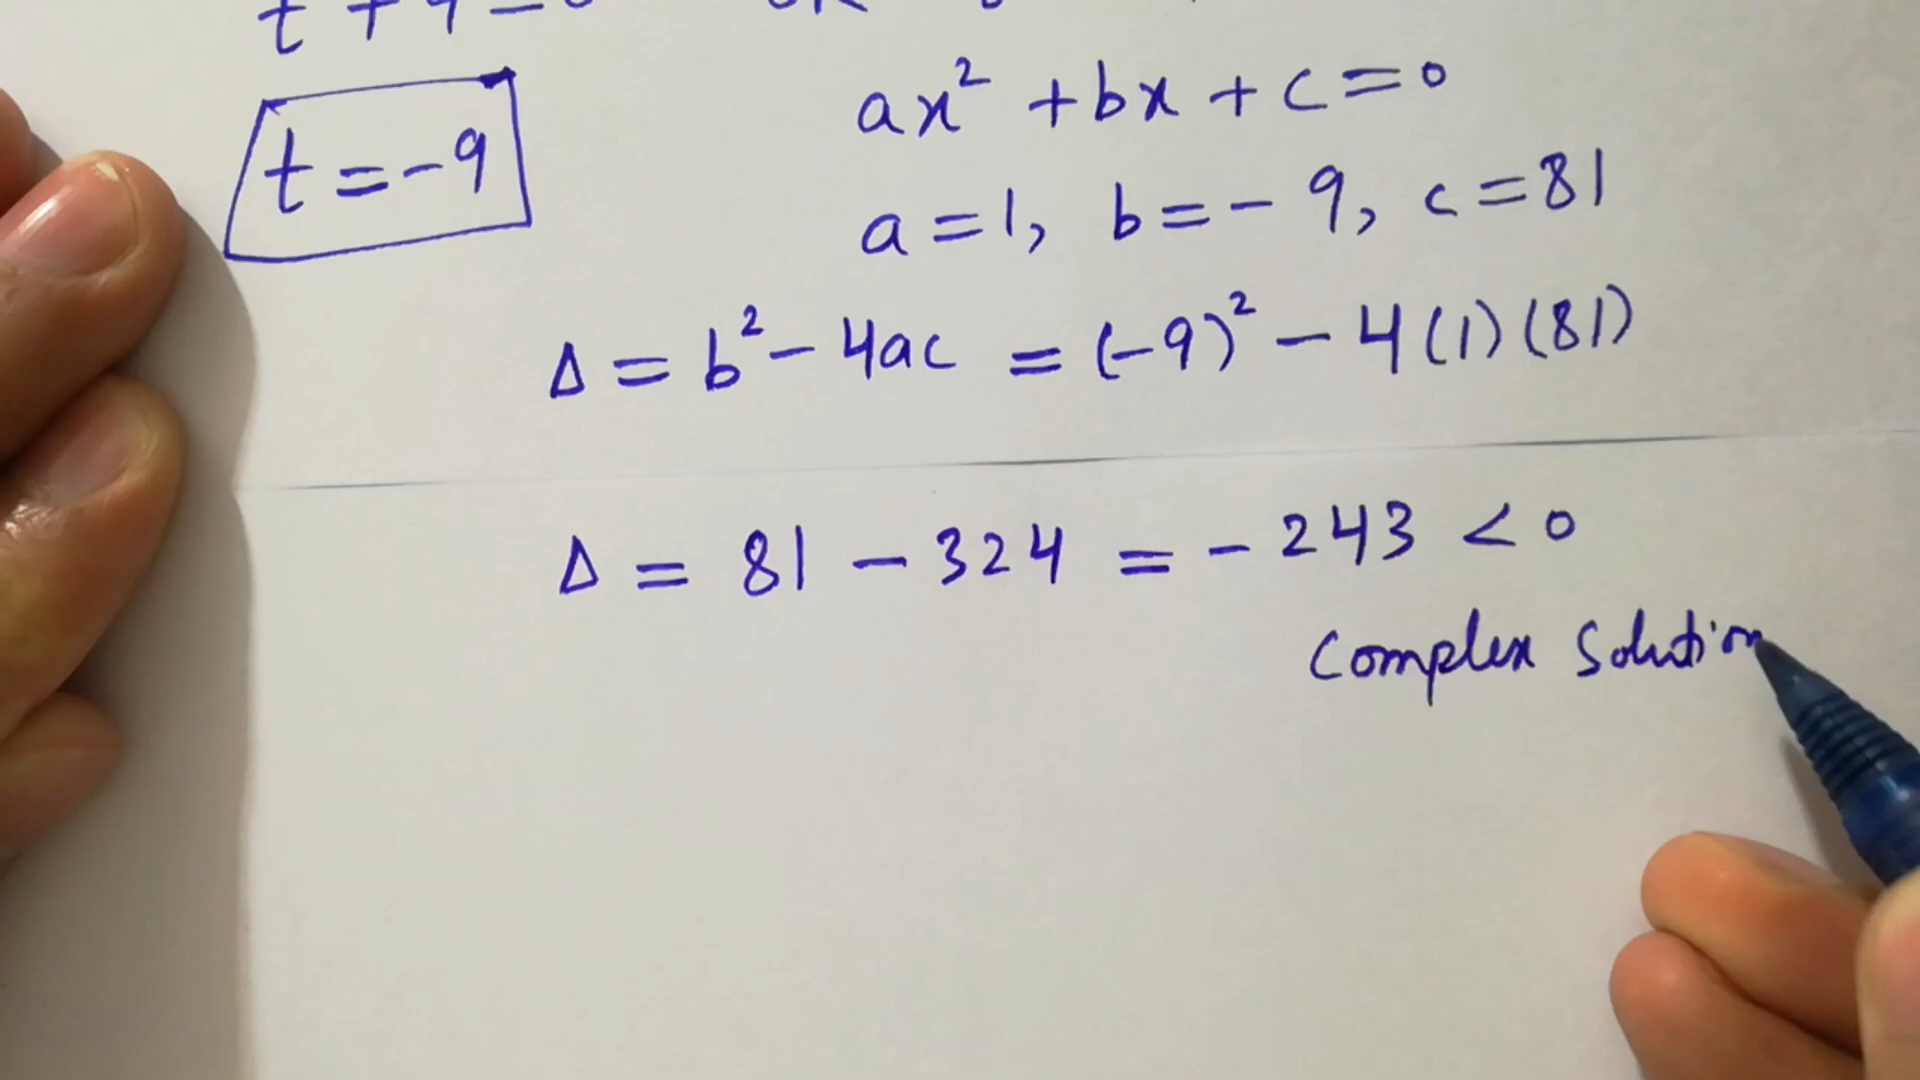 t = -9
ax² + bx + c = 0
a = 1, b = - 9, c = 81
Δ = b² - 4ac = (-9)² - 4(1)(81)
Δ = 81 - 324 = - 243 < 0
Complex Solution